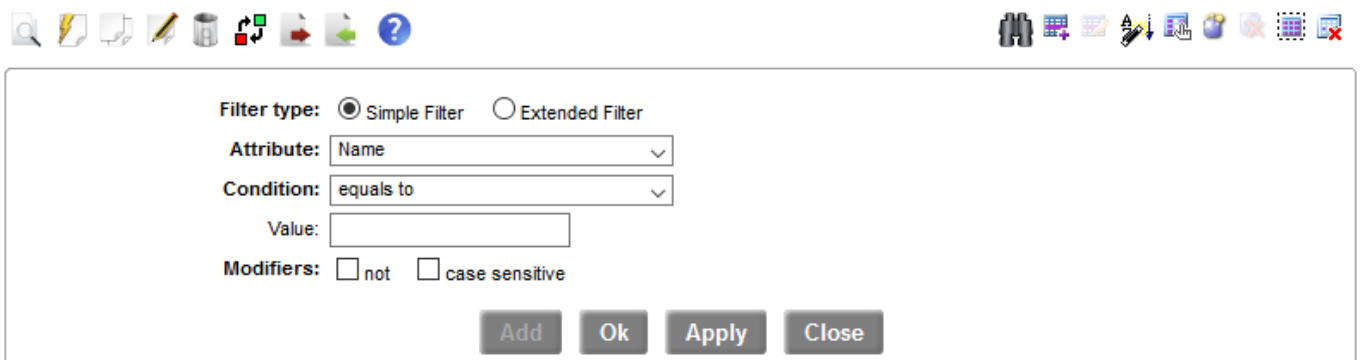 Filter type: Simple Filter Extended Filter
Attribute: Name
Condition: equals to
Value:
Modifiers: not case sensitive
Add Ok Apply Close